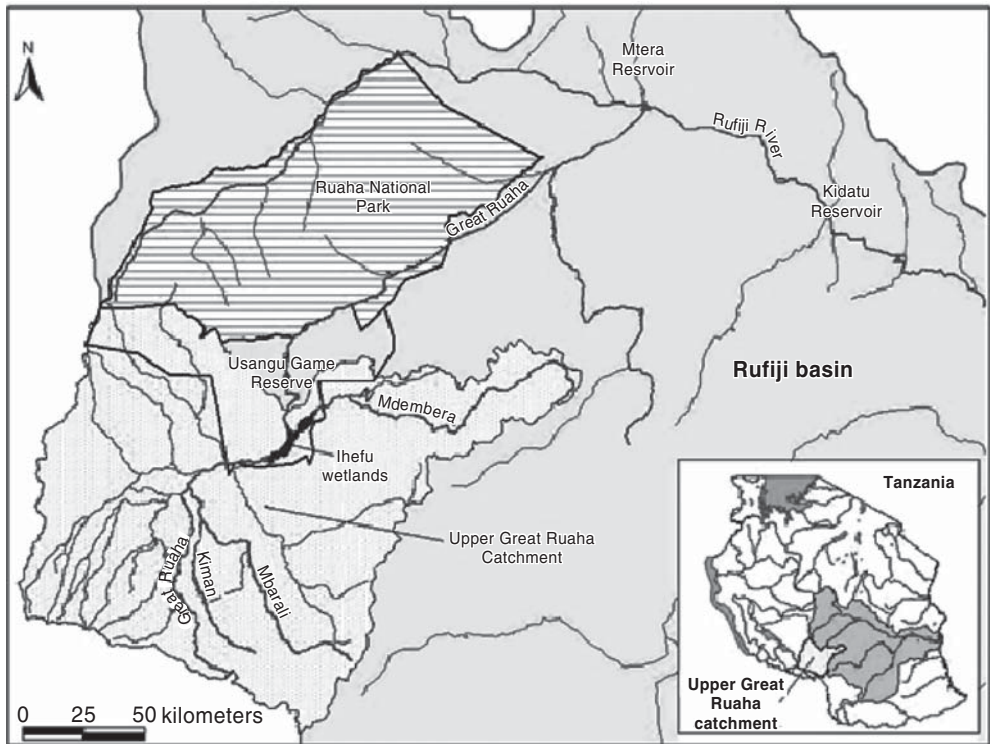 N
Mtera
Resrvoir
Rufiji River
Ruaha National
Park
Great Ruaha
Kidatu
Reservoir
Usangu Game
Reserve
Rufiji basin
Mdembera
Ihefu
wetlands
Tanzania
Upper Great Ruaha
Catchment
Great Ruaha
Kimani
Mbarali
Upper Great
Ruaha
catchment
0 25 50 kilometers